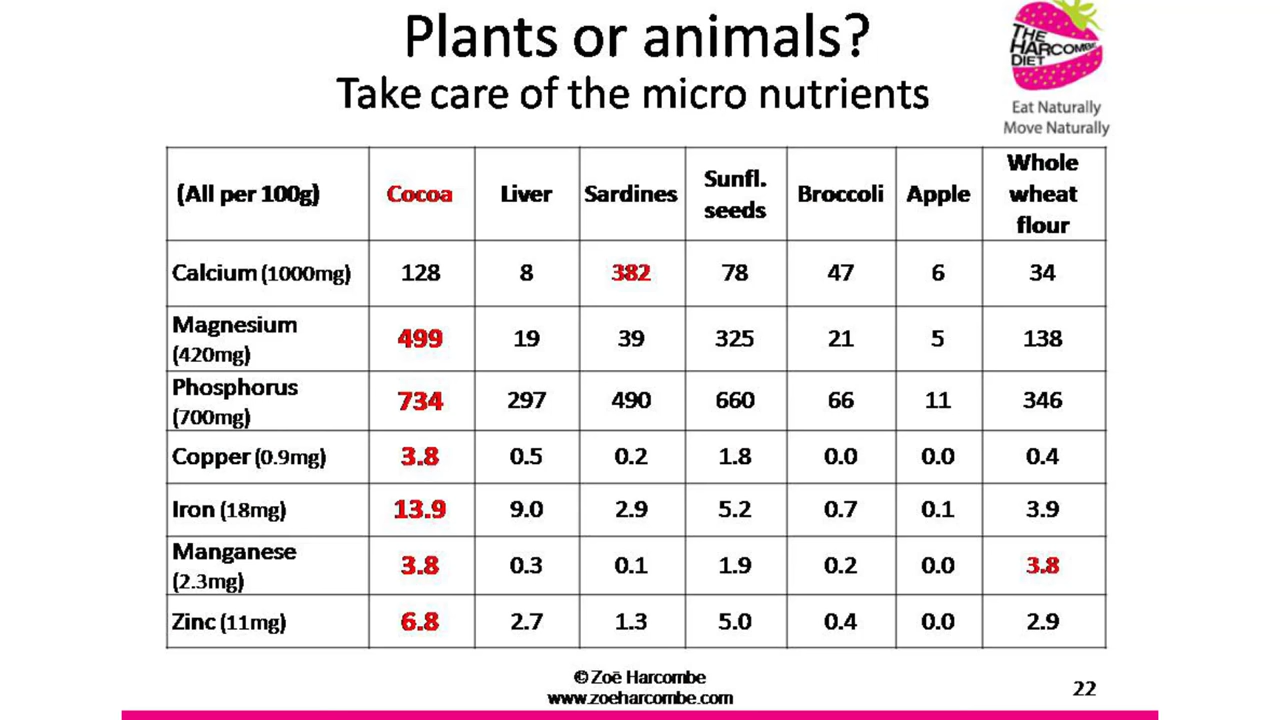 Plants or animals?
Take care of the micro nutrients
THE
HARCOMBE
DIET
Eat Naturally
Move Naturally
(All per 100g) Cocoa Liver Sardines Sunfl. seeds Broccoli Apple Whole wheat flour
Calcium (1000mg) 128 8 382 78 47 6 34
Magnesium (420mg) 499 19 39 325 21 5 138
Phosphorus (700mg) 734 297 490 660 66 11 346
Copper (0.9mg) 3.8 0.5 0.2 1.8 0.0 0.0 0.4
Iron (18mg) 13.9 9.0 2.9 5.2 0.7 0.1 3.9
Manganese (2.3mg) 3.8 0.3 0.1 1.9 0.2 0.0 3.8
Zinc (11mg) 6.8 2.7 1.3 5.0 0.4 0.0 2.9
© Zoë Harcombe
www.zoeharcombe.com
22